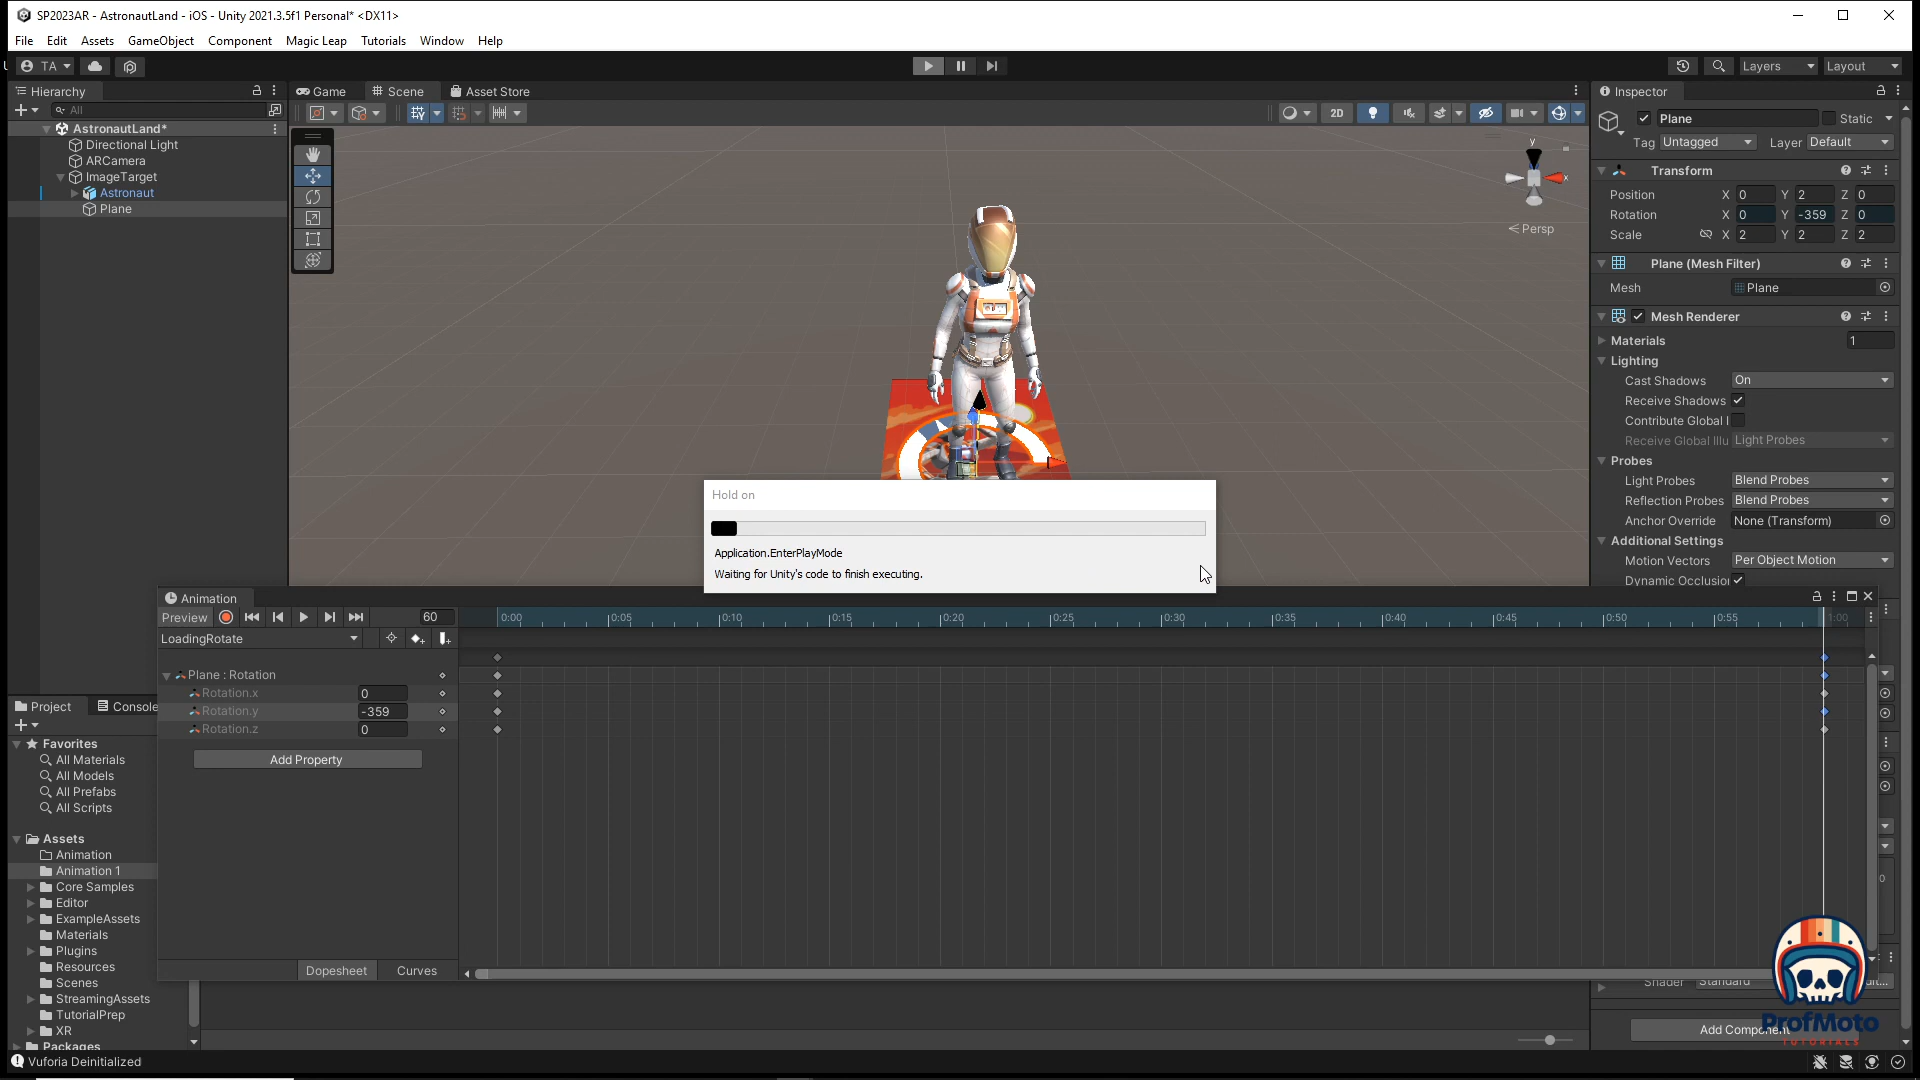 SP2023AR - AstronautLand - iOS - Unity 2021.3.5f1 Personal* <DX11>
File Edit Assets GameObject Component Magic Leap Tutorials Window Help
TA
Layers Layout
Hierarchy
All
AstronautLand*
Directional Light
ARCamera
ImageTarget
Astronaut
Plane
Game Scene Asset Store
2D
y
x
< Persp
Inspector
Plane Static
Tag Untagged Layer Default
Transform
Position X 0 Y 2 Z 0
Rotation X 0 Y -359 Z 0
Scale X 2 Y 2 Z 2
Plane (Mesh Filter)
Mesh Plane
Mesh Renderer
Materials 1
Lighting
Cast Shadows On
Receive Shadows
Contribute Global I
Receive Global Illu Light Probes
Probes
Light Probes Blend Probes
Reflection Probes Blend Probes
Anchor Override None (Transform)
Additional Settings
Motion Vectors Per Object Motion
Dynamic Occlusion
Hold on
Application.EnterPlayMode
Waiting for Unity's code to finish executing.
Animation
Preview 60
0:00 0:05 0:10 0:15 0:20 0:25 0:30 0:35 0:40 0:45 0:50 0:55 1:00
LoadingRotate
Plane : Rotation
Rotation.x 0
Rotation.y -359
Rotation.z 0
Add Property
Dopesheet Curves
Project Console
Favorites
All Materials
All Models
All Prefabs
All Scripts
Assets
Animation
Animation 1
Core Samples
Editor
ExampleAssets
Materials
Plugins
Resources
Scenes
StreamingAssets
TutorialPrep
XR
Packages
0
Shader Standard
Add Component
ProfMoto
TUTORIALS
Vuforia Deinitialized